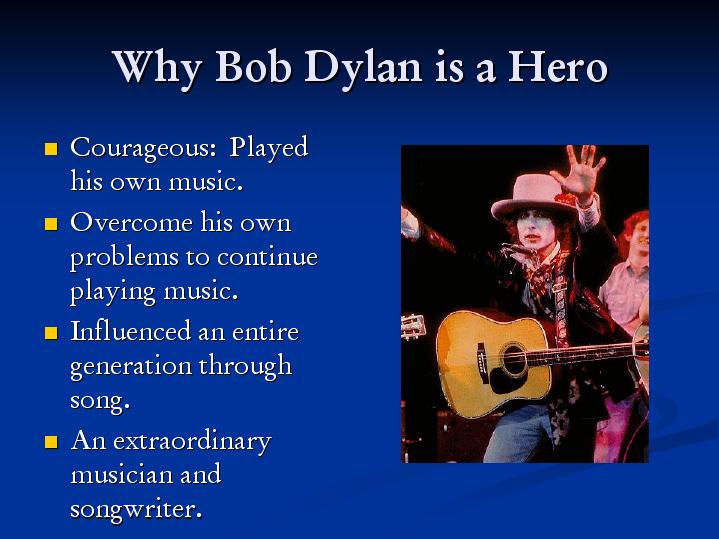 Why Bob Dylan is a Hero
Courageous: Played
his own music.
Overcome his own
problems to continue
playing music.
Influenced an entire
generation through
song.
An extraordinary
musician and
songwriter.